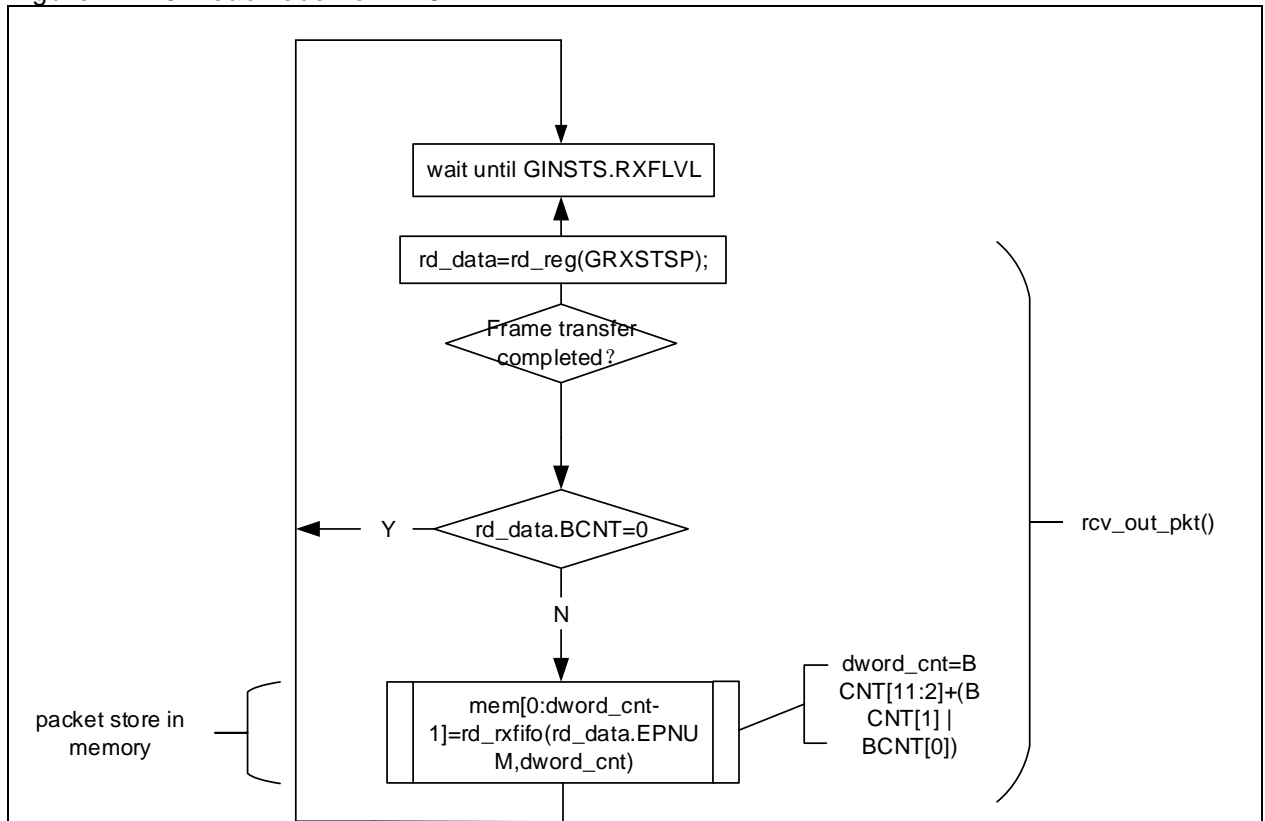 wait until GINSTS.RXFLVL
rd_data=rd_reg(GRXSTSP);
Frame transfer
completed?
rd_data.BCNT=0
Y
N
rcv_out_pkt()
packet store in
memory
mem[0:dword_cnt-
1]=rd_rxfifo(rd_data.EPNU
M,dword_cnt)
dword_cnt=B
CNT[11:2]+(B
CNT[1] |
BCNT[0])